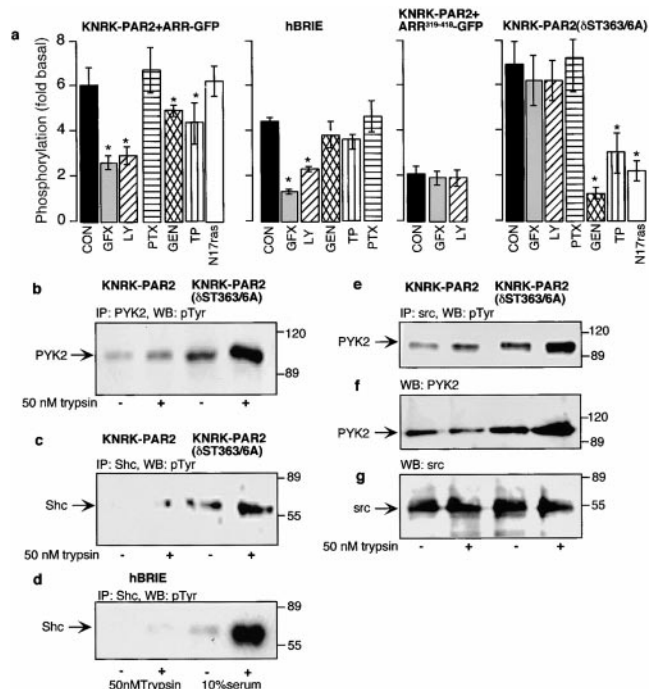 a
KNRK-PAR2+ARR-GFP
hBRIE
KNRK-PAR2+
ARR319-418-GFP
KNRK-PAR2(δST363/6A)
Phosphorylation (fold basal)
8
6
4
2
0
CON
GFX
LY
PTX
GEN
TP
N17ras
CON
GFX
LY
GEN
TP
PTX
CON
GFX
LY
CON
GFX
LY
PTX
GEN
TP
N17ras
* * * *
* *
* * *
b
KNRK-PAR2 KNRK-PAR2
(δST363/6A)
IP: PYK2, WB: pTyr
PYK2
120
89
50 nM trypsin - + - +
c
KNRK-PAR2 KNRK-PAR2
(δST363/6A)
IP: Shc, WB: pTyr
Shc
89
55
50 nM trypsin - + - +
d
hBRIE
IP: Shc, WB: pTyr
Shc
89
55
- + - +
50nMTrypsin 10%serum
e
KNRK-PAR2 KNRK-PAR2
(δST363/6A)
IP: src, WB: pTyr
PYK2
120
89
f
WB: PYK2
PYK2
120
89
g
WB: src
src
89
55
50 nM trypsin - + - +